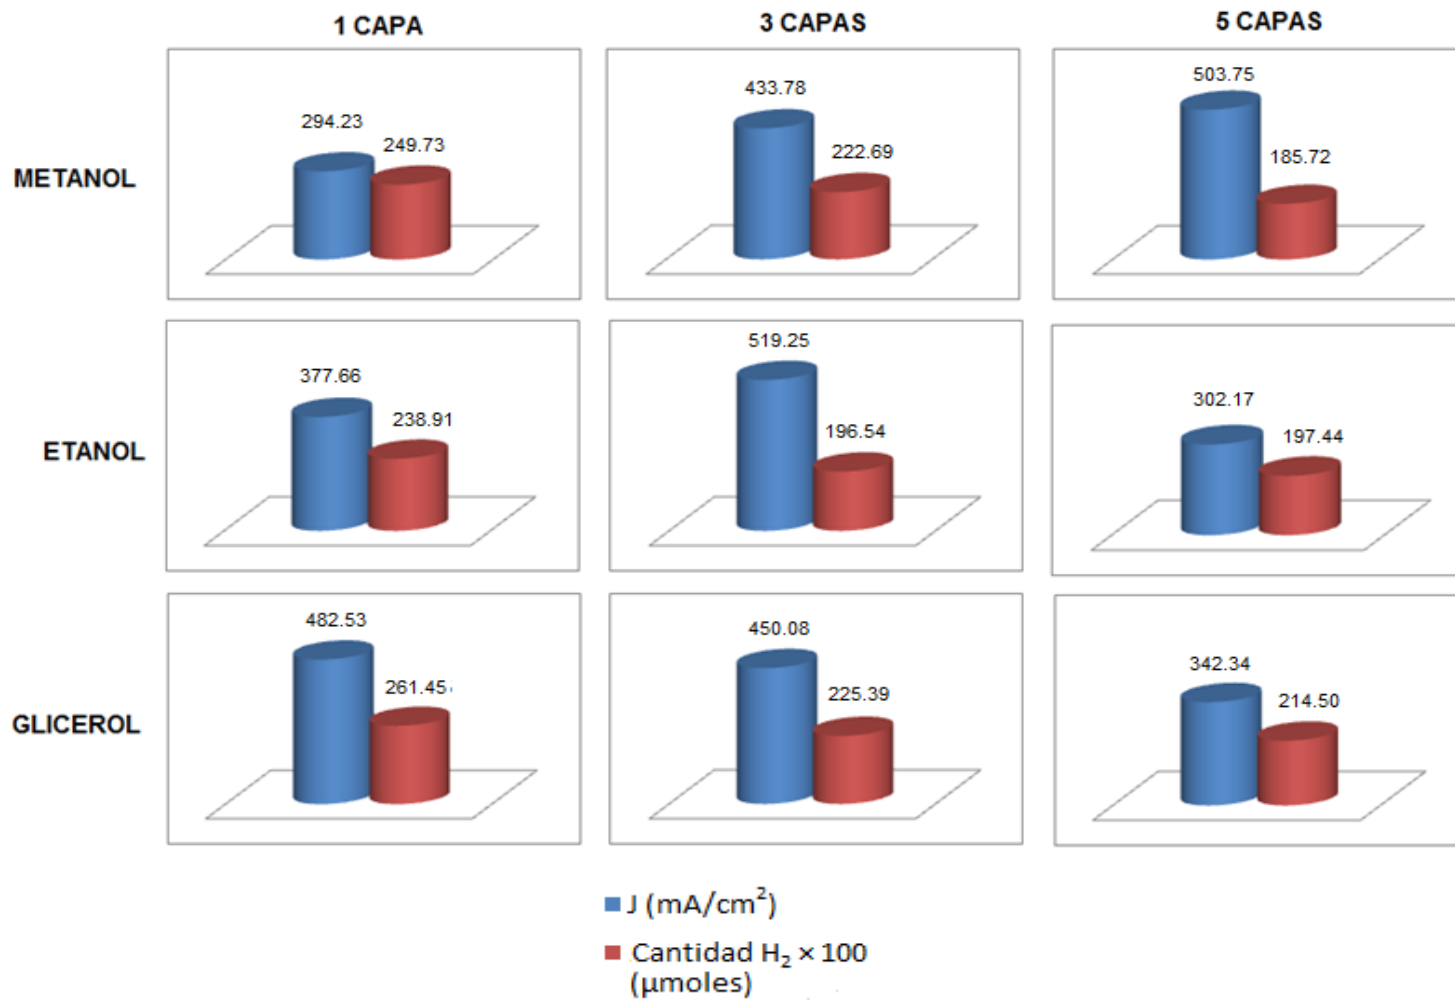 1 CAPA
3 CAPAS
5 CAPAS
METANOL
294.23
249.73
433.78
222.69
503.75
185.72
ETANOL
377.66
238.91
519.25
196.54
302.17
197.44
GLICEROL
482.53
261.45
450.08
225.39
342.34
214.50
J (mA/cm²)
Cantidad H₂ × 100
(µmoles)